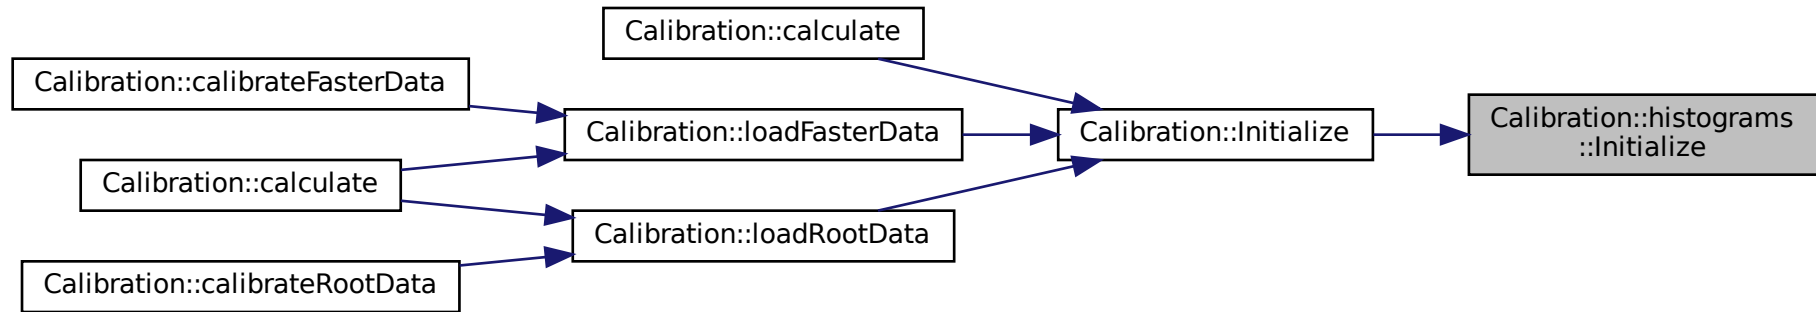 Calibration::calculate
Calibration::calibrateFasterData
Calibration::loadFasterData
Calibration::Initialize
Calibration::histograms
::Initialize
Calibration::calculate
Calibration::loadRootData
Calibration::calibrateRootData